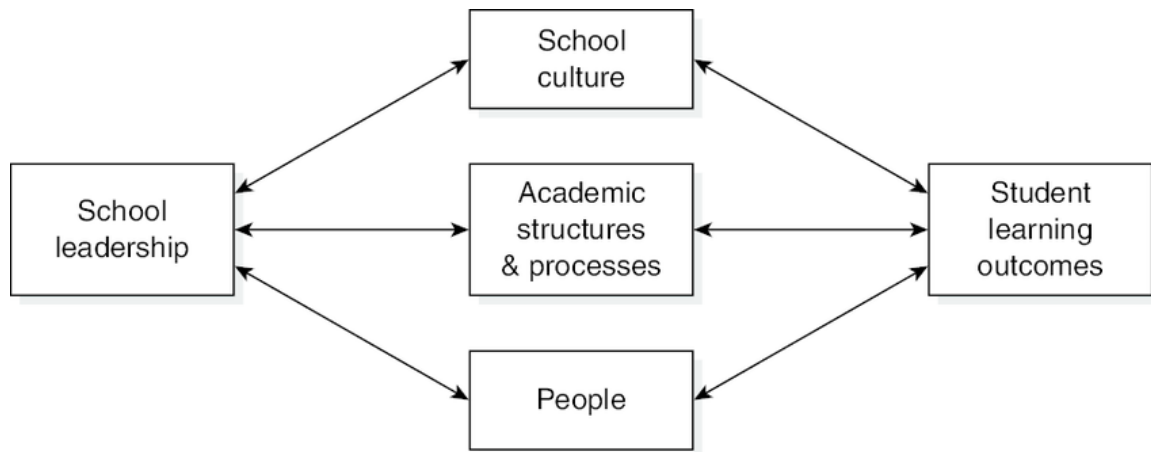 School
culture
School
leadership
Academic
structures
& processes
Student
learning
outcomes
People